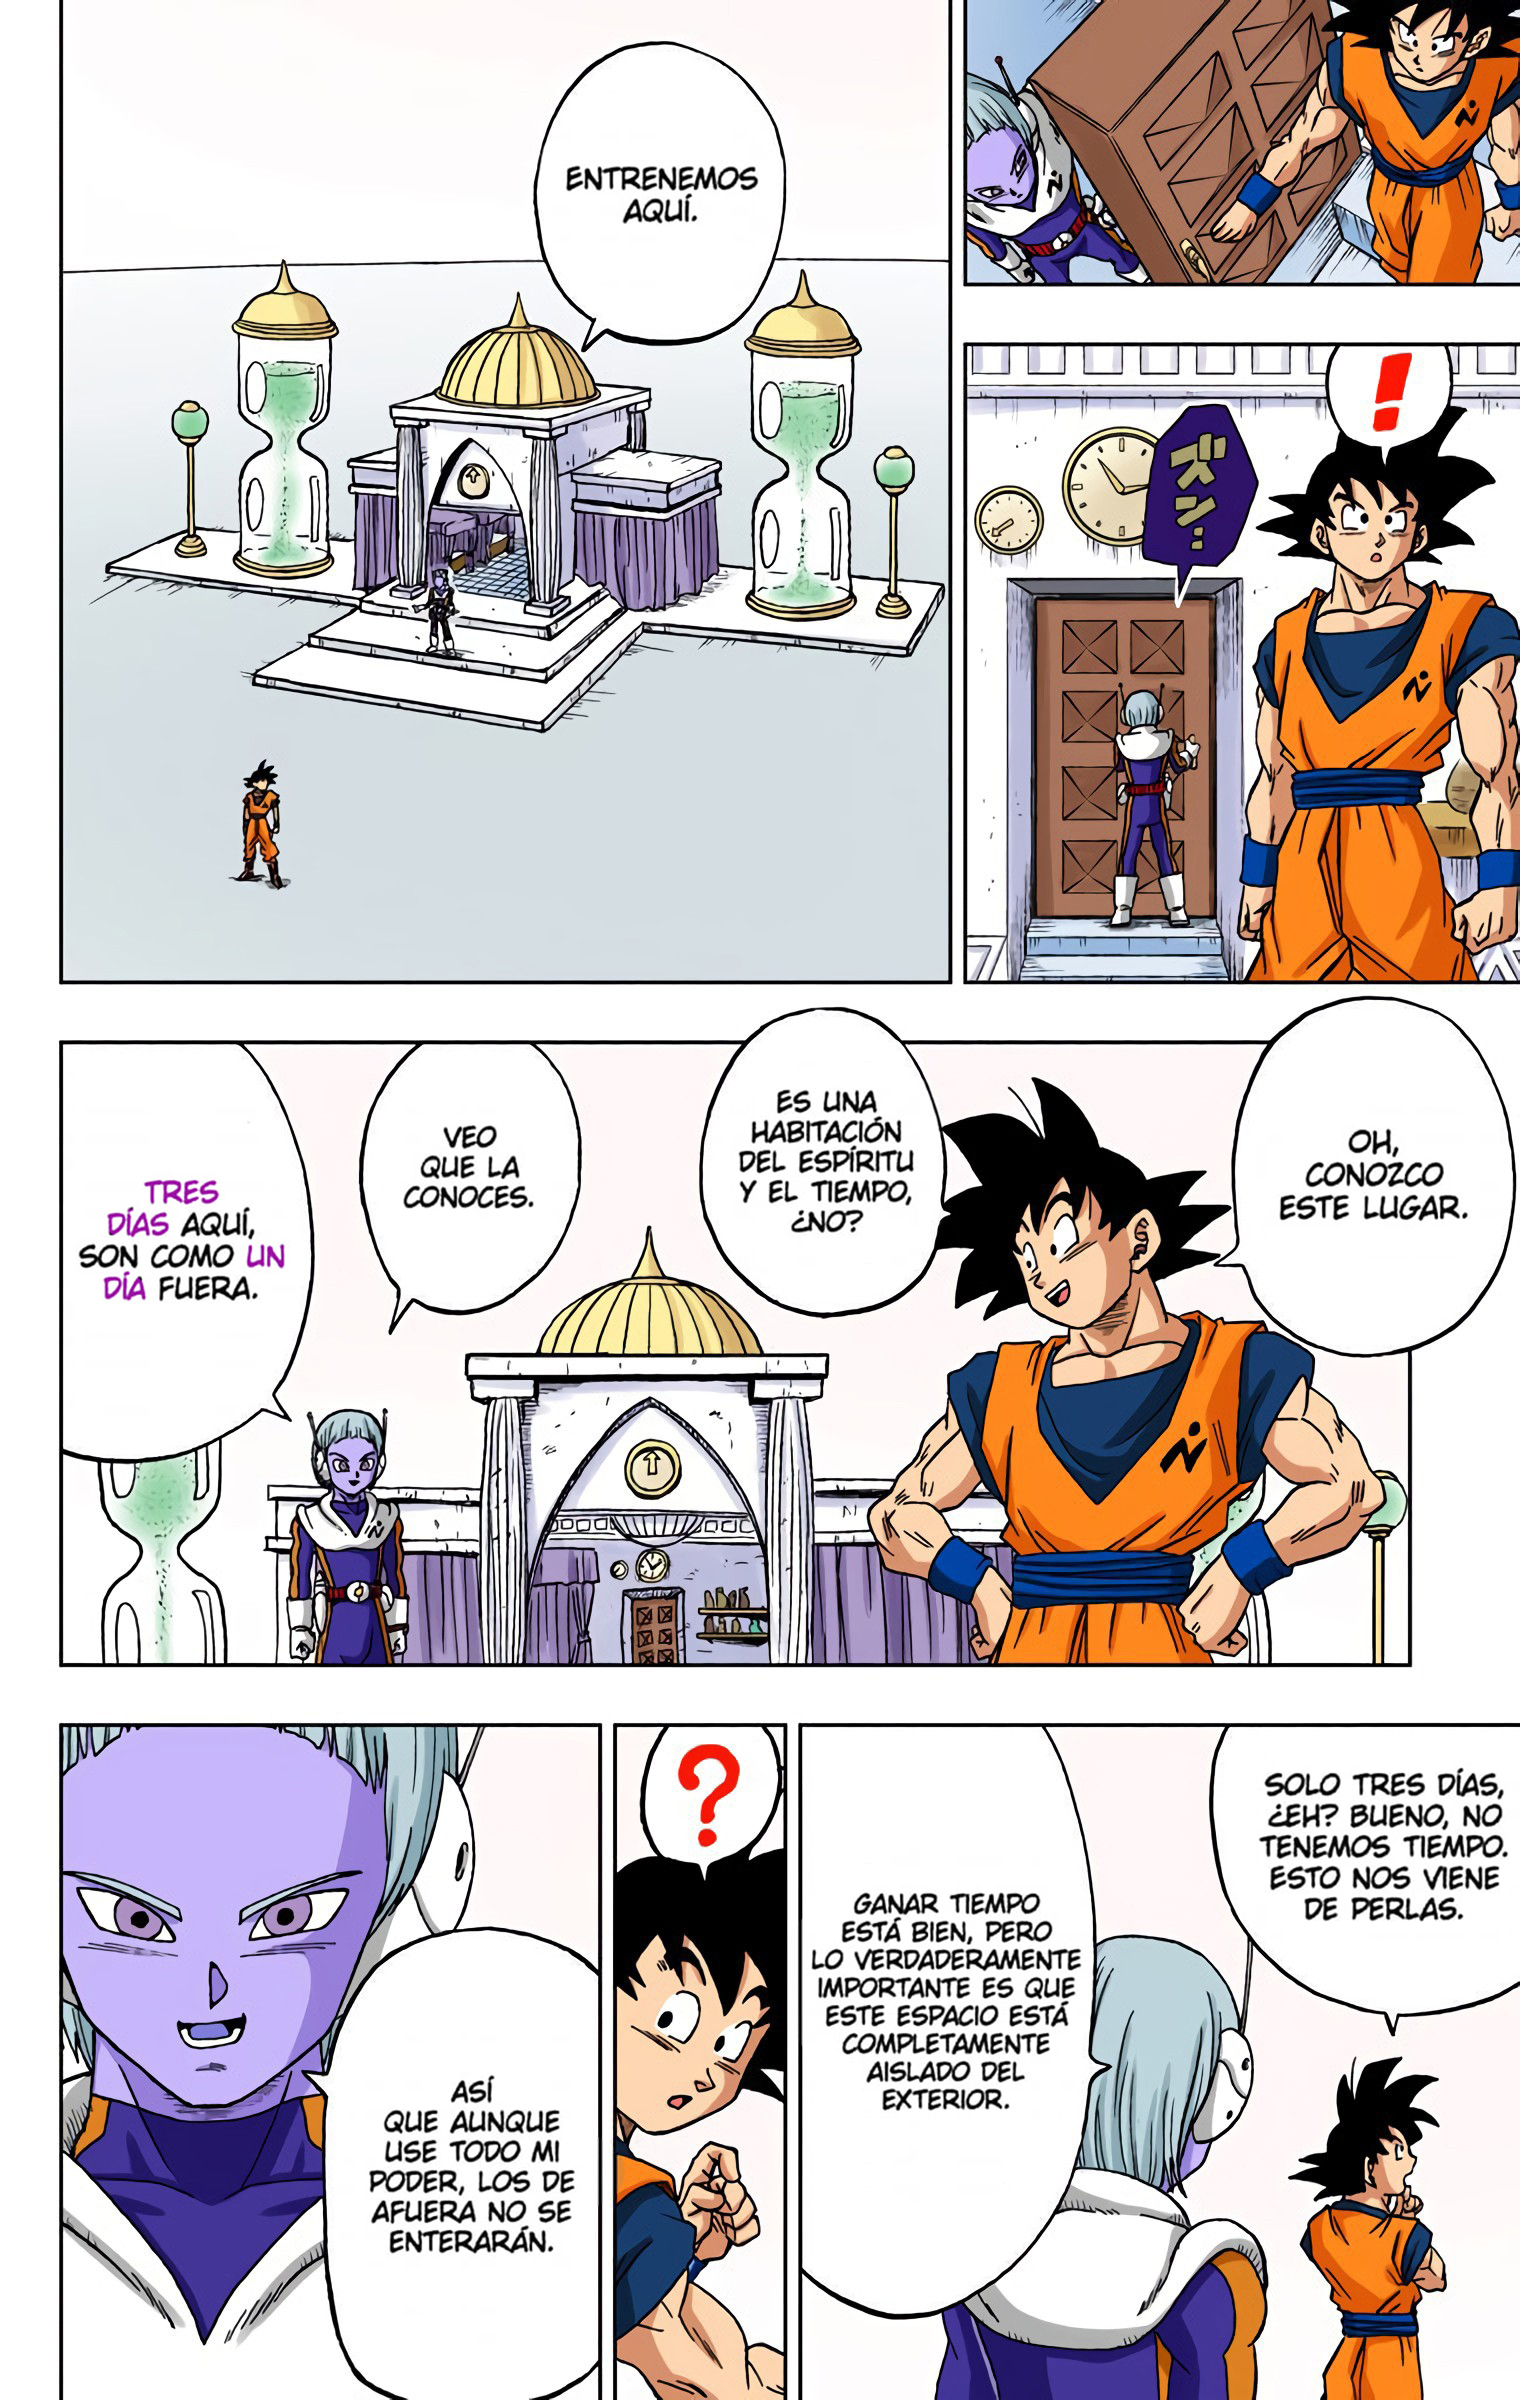 !
ズン…
ENTRENEMOS
AQUÍ.
OH,
CONOZCO
ESTE LUGAR.
ES UNA
HABITACIÓN
DEL ESPÍRITU
Y EL TIEMPO,
¿NO?
VEO
QUE LA
CONOCES.
TRES
DÍAS AQUÍ,
SON COMO UN
DÍA FUERA.
SOLO TRES DÍAS,
¿EH? BUENO, NO
TENEMOS TIEMPO.
ESTO NOS VIENE
DE PERLAS.
GANAR TIEMPO
ESTÁ BIEN, PERO
LO VERDADERAMENTE
IMPORTANTE ES QUE
ESTE ESPACIO ESTÁ
COMPLETAMENTE
AISLADO DEL
EXTERIOR.
?
ASÍ
QUE AUNQUE
USE TODO MI
PODER, LOS DE
AFUERA NO SE
ENTERARÁN.